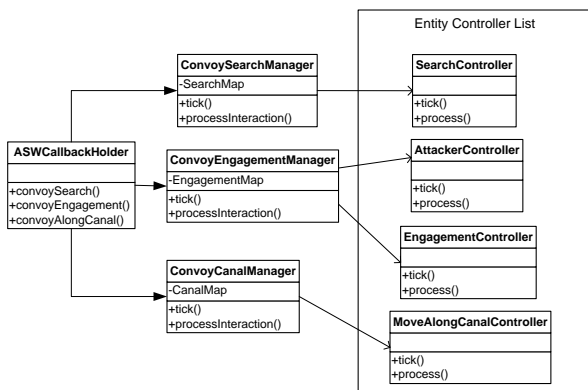 Entity Controller List
ConvoySearchManager
-SearchMap
+tick()
+processInteraction()
SearchController
+tick()
+process()
ASWCallbackHolder
+convoySearch()
+convoyEngagement()
+convoyAlongCanal()
ConvoyEngagementManager
-EngagementMap
+tick()
+processInteraction()
AttackerController
+tick()
+process()
EngagementController
+tick()
+process()
ConvoyCanalManager
-CanalMap
+tick()
+processInteraction()
MoveAlongCanalController
+tick()
+process()